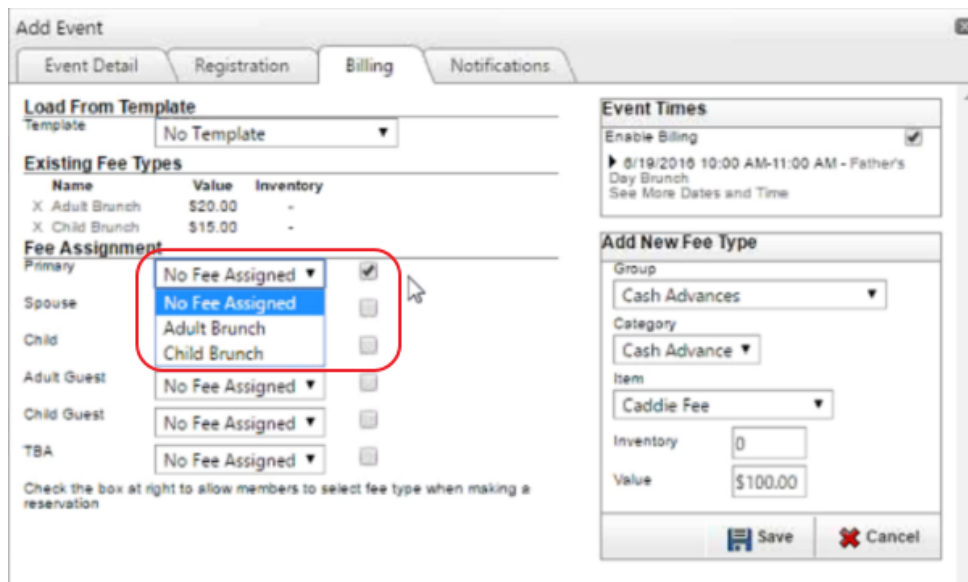 Add Event
Event Detail Registration Billing Notifications
Load From Template
Template No Template
Existing Fee Types
Name Value Inventory
X Adult Brunch $20.00 -
X Child Brunch $15.00 -
Fee Assignment
Primary No Fee Assigned
No Fee Assigned
Adult Brunch
Child Brunch
Spouse
Child
Adult Guest No Fee Assigned
Child Guest No Fee Assigned
TBA No Fee Assigned
Check the box at right to allow members to select fee type when making a
reservation
Event Times
Enable Billing
6/19/2016 10:00 AM-11:00 AM - Father's
Day Brunch
See More Dates and Time
Add New Fee Type
Group
Cash Advances
Category
Cash Advance
Item
Caddie Fee
Inventory 0
Value $100.00
Save Cancel